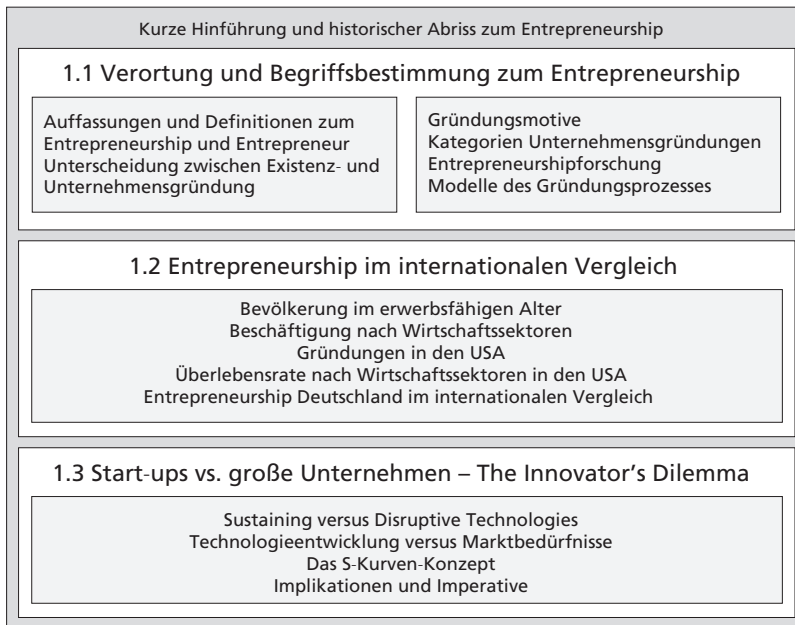 Kurze Hinführung und historischer Abriss zum Entrepreneurship
1.1 Verortung und Begriffsbestimmung zum Entrepreneurship
Auffassungen und Definitionen zum
Entrepreneurship und Entrepreneur
Unterscheidung zwischen Existenz- und
Unternehmensgründung
Gründungsmotive
Kategorien Unternehmensgründungen
Entrepreneurshipforschung
Modelle des Gründungsprozesses
1.2 Entrepreneurship im internationalen Vergleich
Bevölkerung im erwerbsfähigen Alter
Beschäftigung nach Wirtschaftssektoren
Gründungen in den USA
Überlebensrate nach Wirtschaftssektoren in den USA
Entrepreneurship Deutschland im internationalen Vergleich
1.3 Start-ups vs. große Unternehmen – The Innovator’s Dilemma
Sustaining versus Disruptive Technologies
Technologieentwicklung versus Marktbedürfnisse
Das S-Kurven-Konzept
Implikationen und Imperative